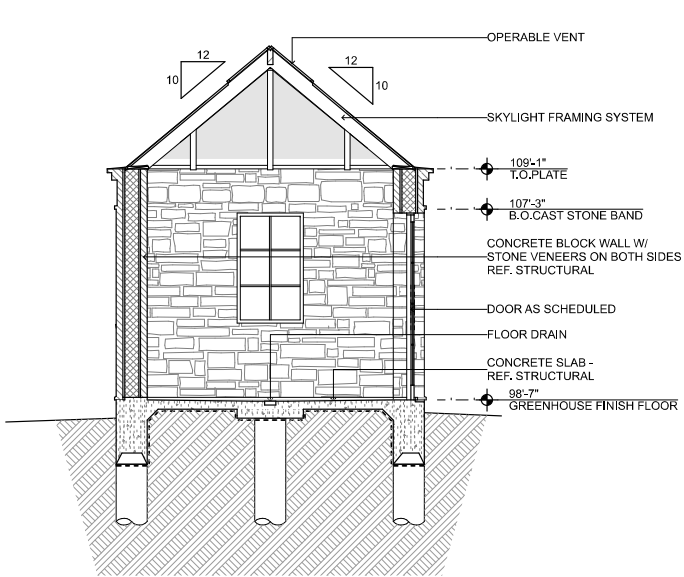 OPERABLE VENT
12
12
10
10
SKYLIGHT FRAMING SYSTEM
109'-1"
T.O.PLATE
107'-3"
B.O.CAST STONE BAND
CONCRETE BLOCK WALL W/
STONE VENEERS ON BOTH SIDES
REF. STRUCTURAL
DOOR AS SCHEDULED
FLOOR DRAIN
CONCRETE SLAB -
REF. STRUCTURAL
98'-7"
GREENHOUSE FINISH FLOOR